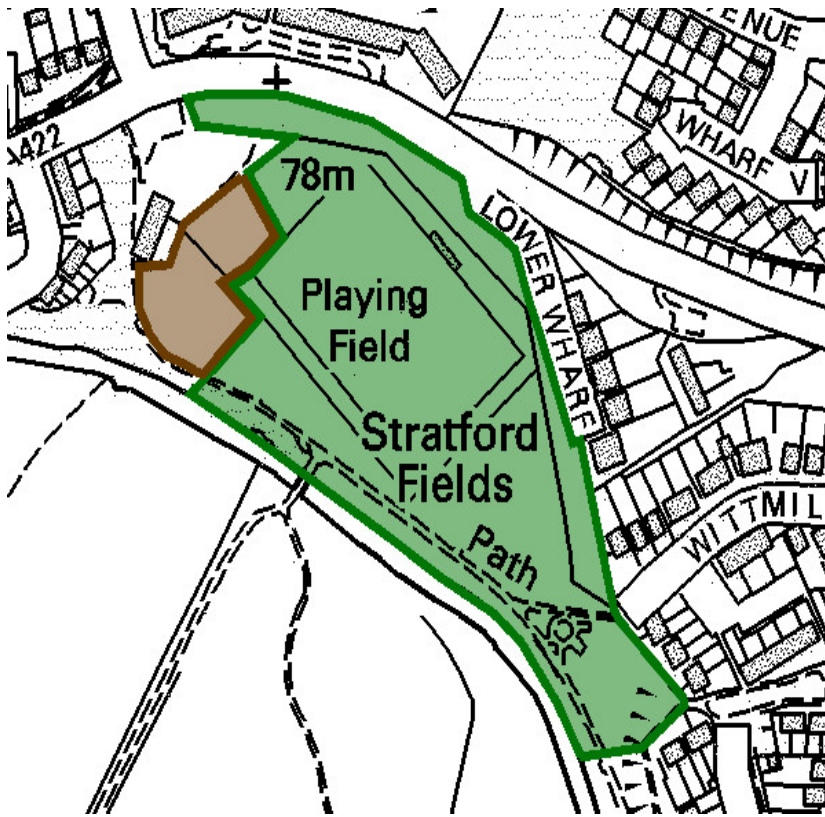 ENUE
A422
WHARF V
78m
LOWER WHARF
Playing
Field
Stratford
Fields
WITTMIL
Path